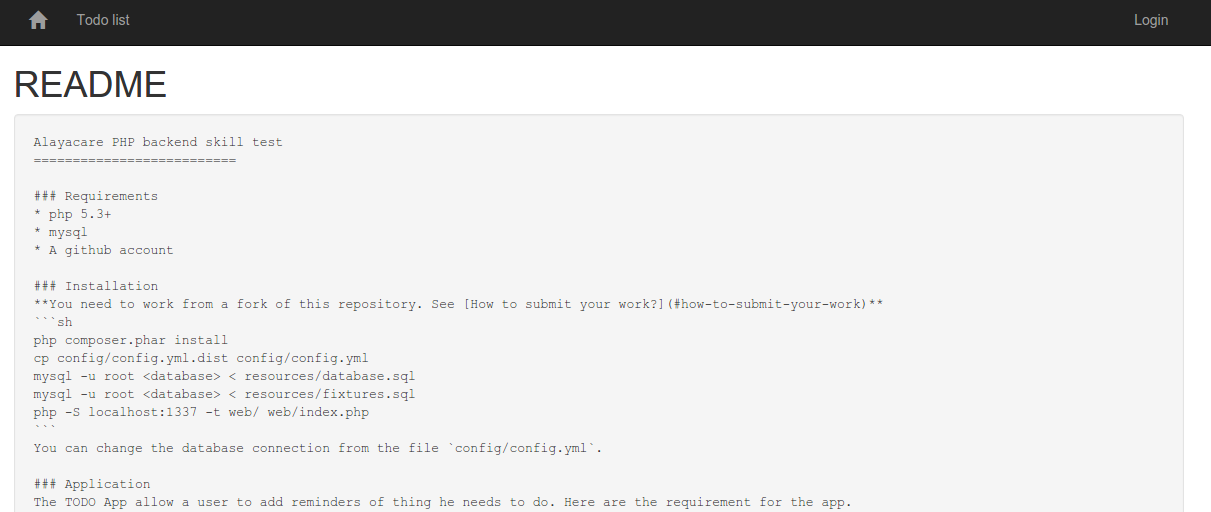 Todo list
Login
README
Alayacare PHP backend skill test
==========================
### Requirements
* php 5.3+
* mysql
* A github account
### Installation
**You need to work from a fork of this repository. See [How to submit your work?](#how-to-submit-your-work)**
```sh
php composer.phar install
cp config/config.yml.dist config/config.yml
mysql -u root <database> < resources/database.sql
mysql -u root <database> < resources/fixtures.sql
php -S localhost:1337 -t web/ web/index.php
```
You can change the database connection from the file `config/config.yml`.
### Application
The TODO App allow a user to add reminders of thing he needs to do. Here are the requirement for the app.